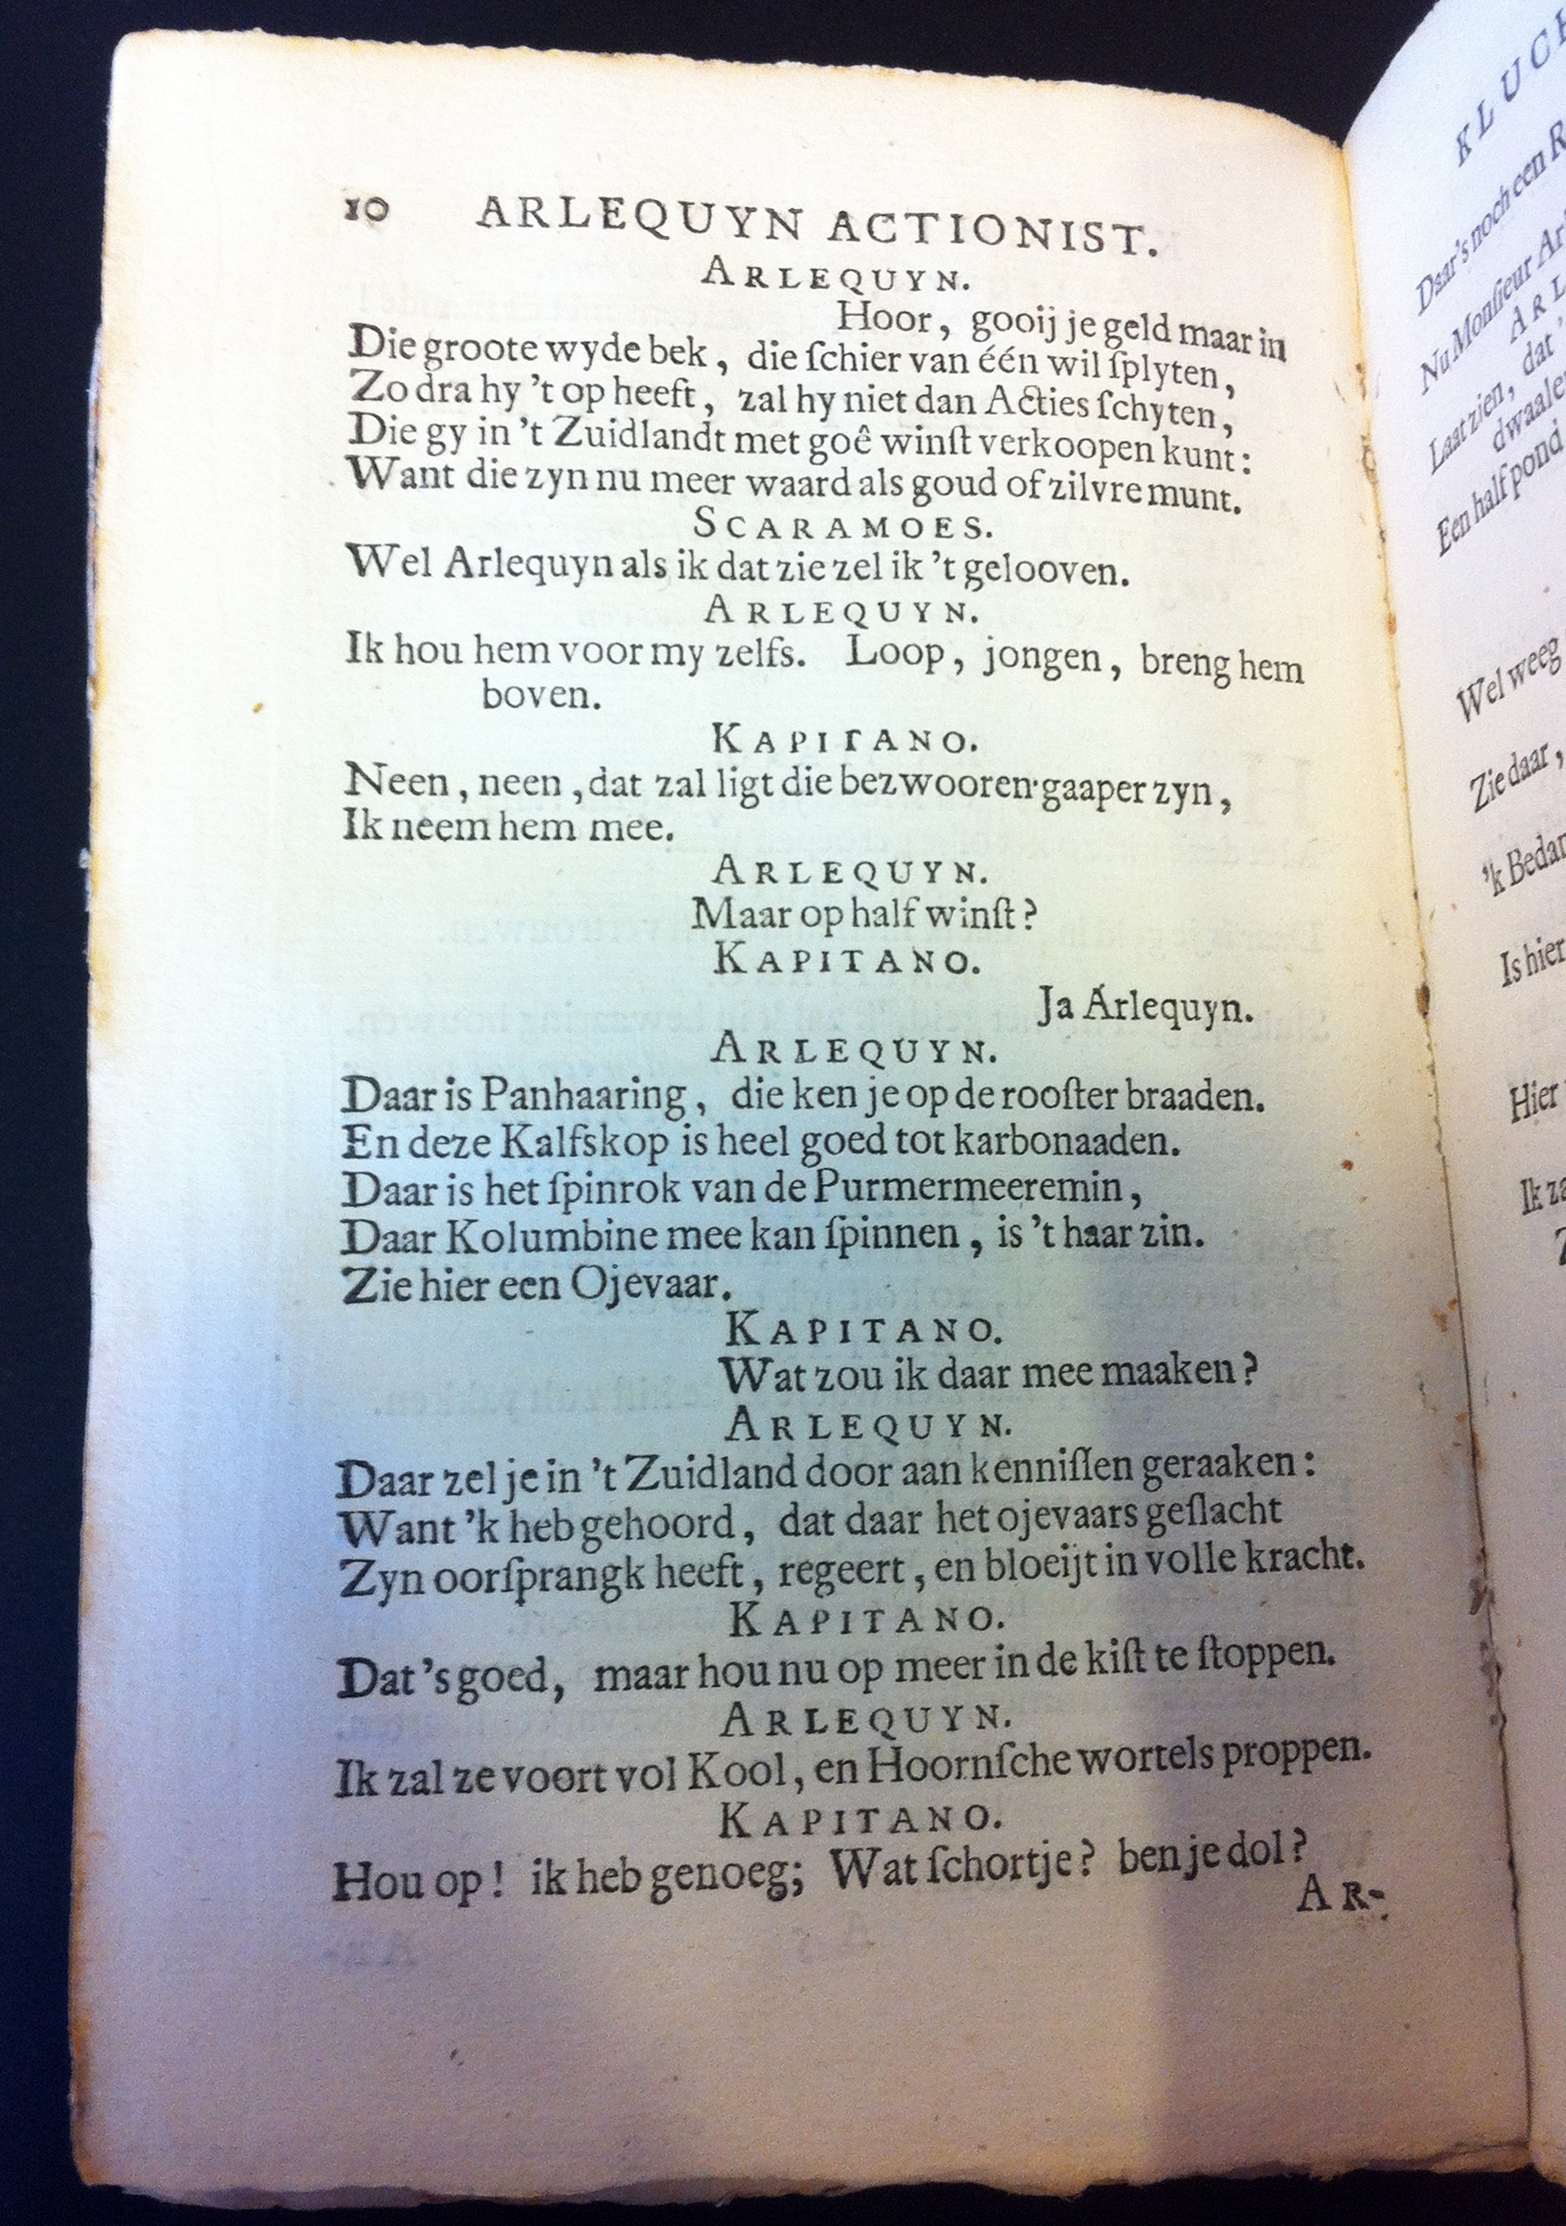 10 ARLEQUYN ACTIONIST.
ARLEQUYN.
Hoor, gooij je geld maar in
Die groote wyde bek, die ſchier van één wil ſplyten,
Zo dra hy 't op heeft, zal hy niet dan Acties ſchyten,
Die gy in 't Zuidlandt met goê winſt verkoopen kunt:
Want die zyn nu meer waard als goud of zilvre munt.
SCARAMOES.
Wel Arlequyn als ik dat zie zel ik 't gelooven.
ARLEQUYN.
Ik hou hem voor my zelfs. Loop, jongen, breng hem
boven.
KAPITANO.
Neen, neen, dat zal ligt die bezwooren gaaper zyn,
Ik neem hem mee.
ARLEQUYN.
Maar op half winſt?
KAPITANO.
Ja Arlequyn.
ARLEQUYN.
Daar is Panhaaring, die ken je op de rooſter braaden.
En deze Kalfskop is heel goed tot karbonaaden.
Daar is het ſpinrok van de Purmermeeremin,
Daar Kolumbine mee kan ſpinnen, is 't haar zin.
Zie hier een Ojevaar.
KAPITANO.
Wat zou ik daar mee maaken?
ARLEQUYN.
Daar zel je in 't Zuidland door aan kenniſſen geraaken:
Want 'k heb gehoord, dat daar het ojevaars geſlacht
Zyn oorſprangk heeft, regeert, en bloeijt in volle kracht.
KAPITANO.
Dat 's goed, maar hou nu op meer in de kiſt te ſtoppen.
ARLEQUYN.
Ik zal ze voort vol Kool, en Hoornſche wortels proppen.
KAPITANO.
Hou op! ik heb genoeg; Wat ſchortje? ben je dol?
AR-
KLUCH
Daar's noch een R
Nu Monſieur Ar
ARL
Laat zien, dat
dwaale
Een half pond
Wel weeg
Zie daar,
'k Bedan
Is hier
Hier
Ik za